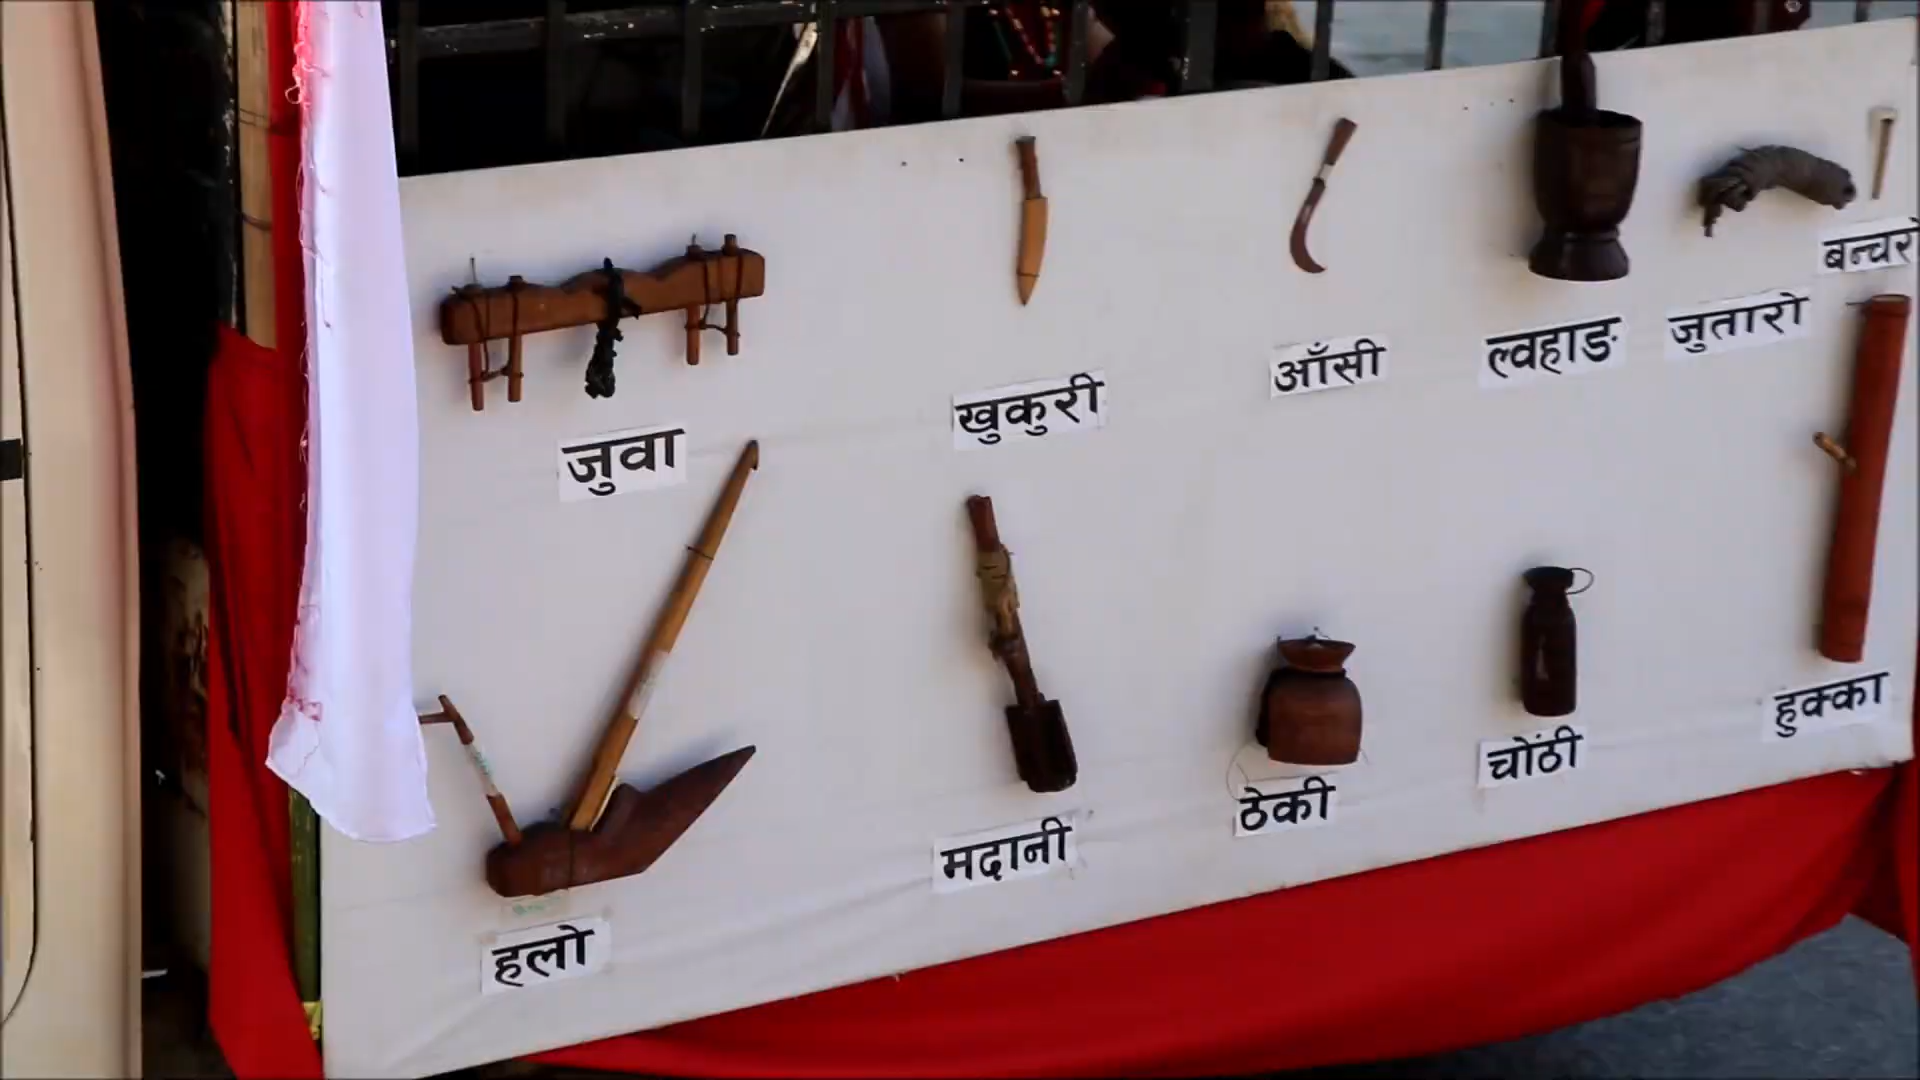 जुवा
खुकुरी
आँसी
ल्वहाङ
जुतारो
बन्चरो
हलो
मदानी
ठेकी
चोंठी
हुक्का